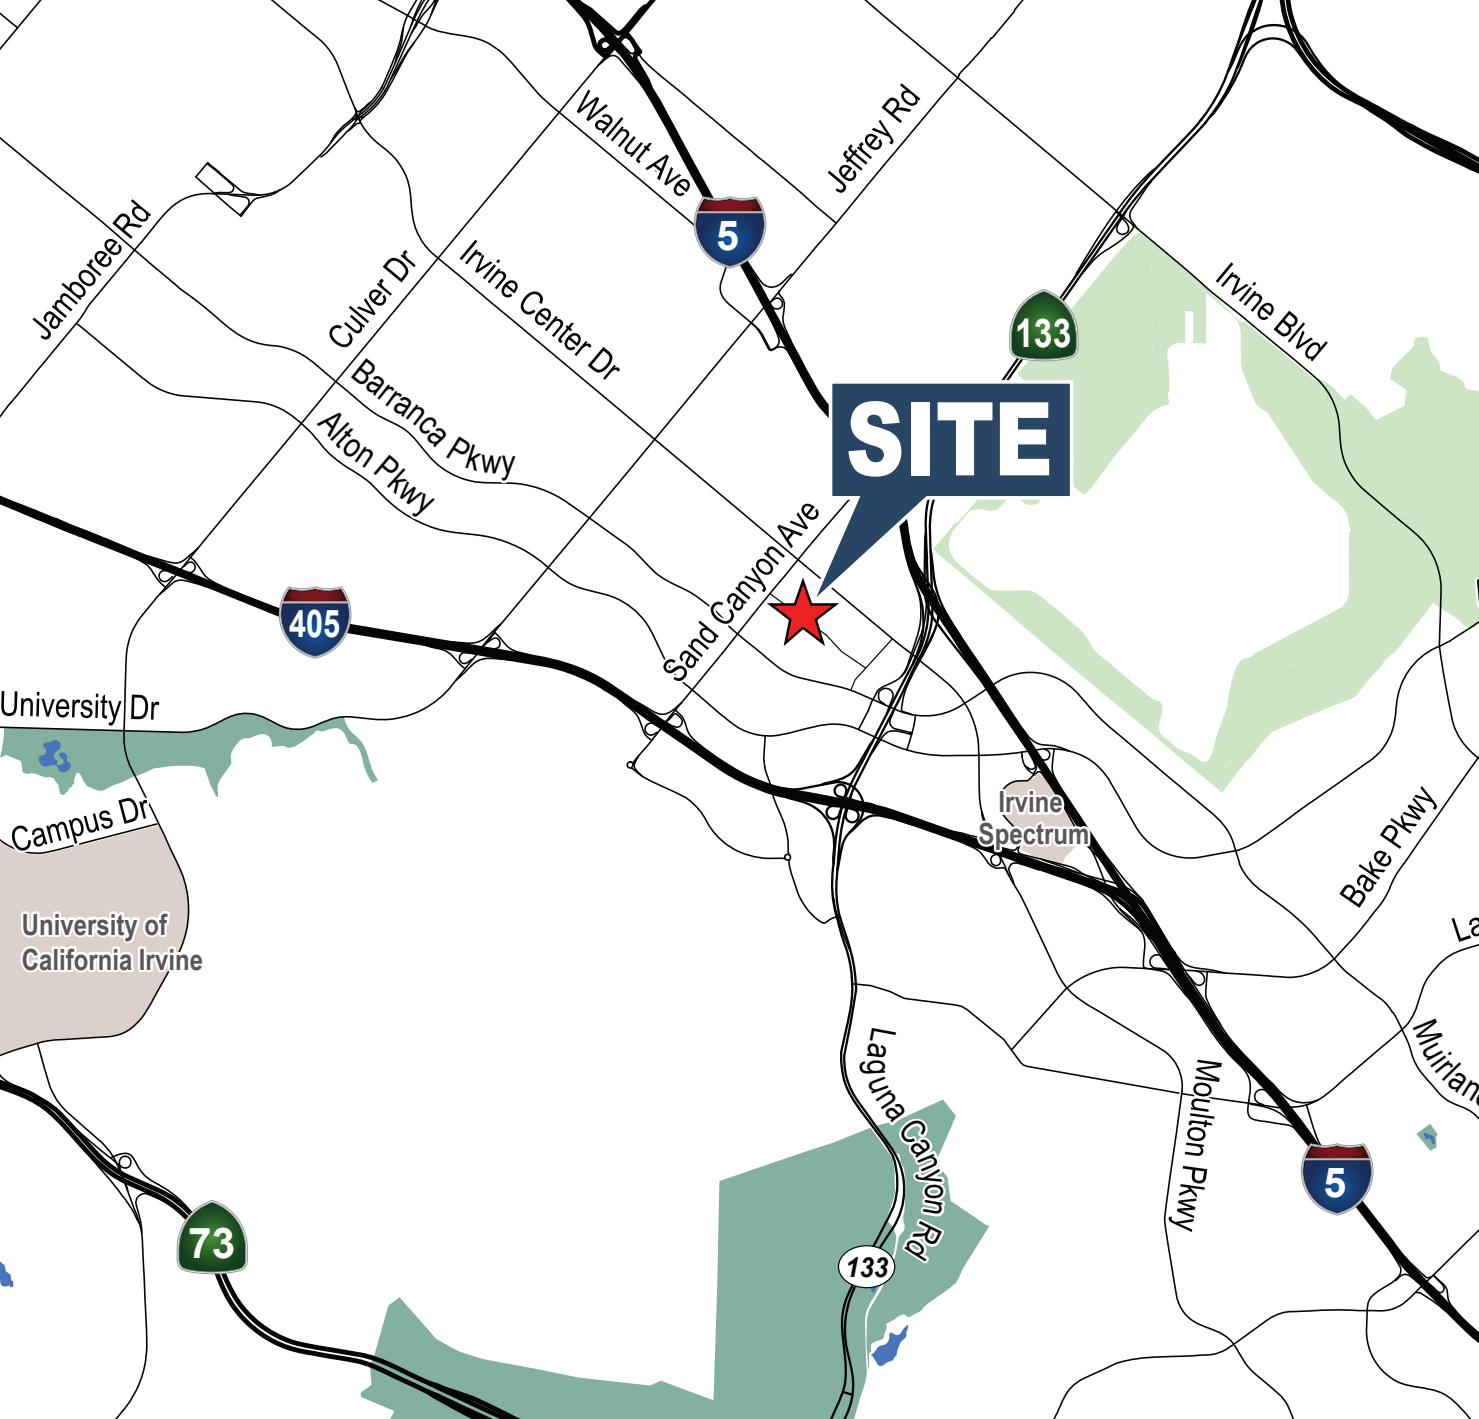 Walnut Ave
Jeffrey Rd
5
Jamboree Rd
Culver Dr
Irvine Center Dr
133
Irvine Blvd
Barranca Pkwy
Alton Pkwy
SITE
Sand Canyon Ave
405
University Dr
Irvine
Spectrum
Campus Dr
Bake Pkwy
University of
California Irvine
La
Muirlan
Laguna Canyon Rd
Moulton Pkwy
5
73
133